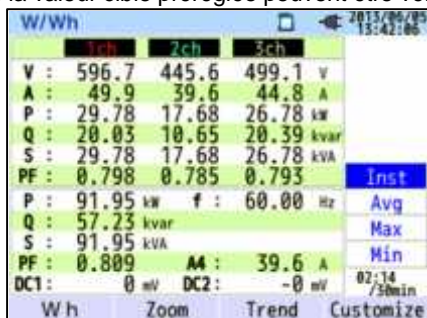 W/Wh 2013/06/05
13:42:06
1ch 2ch 3ch
V : 596.7 445.6 499.1 V
A : 49.9 39.6 44.8 A
P : 29.78 17.68 26.78 kW
Q : 20.03 10.65 20.39 kvar
S : 29.78 17.68 26.78 kVA
PF : 0.798 0.785 0.793
Inst
P : 91.95 kW f : 60.00 Hz
Avg
Q : 57.23 kvar
Max
S : 91.95 kVA
Min
PF : 0.809 A4 : 39.6 A
DC1 : 0 mV DC2 : -0 mV
02:14
/30min
Wh Zoom Trend Customize